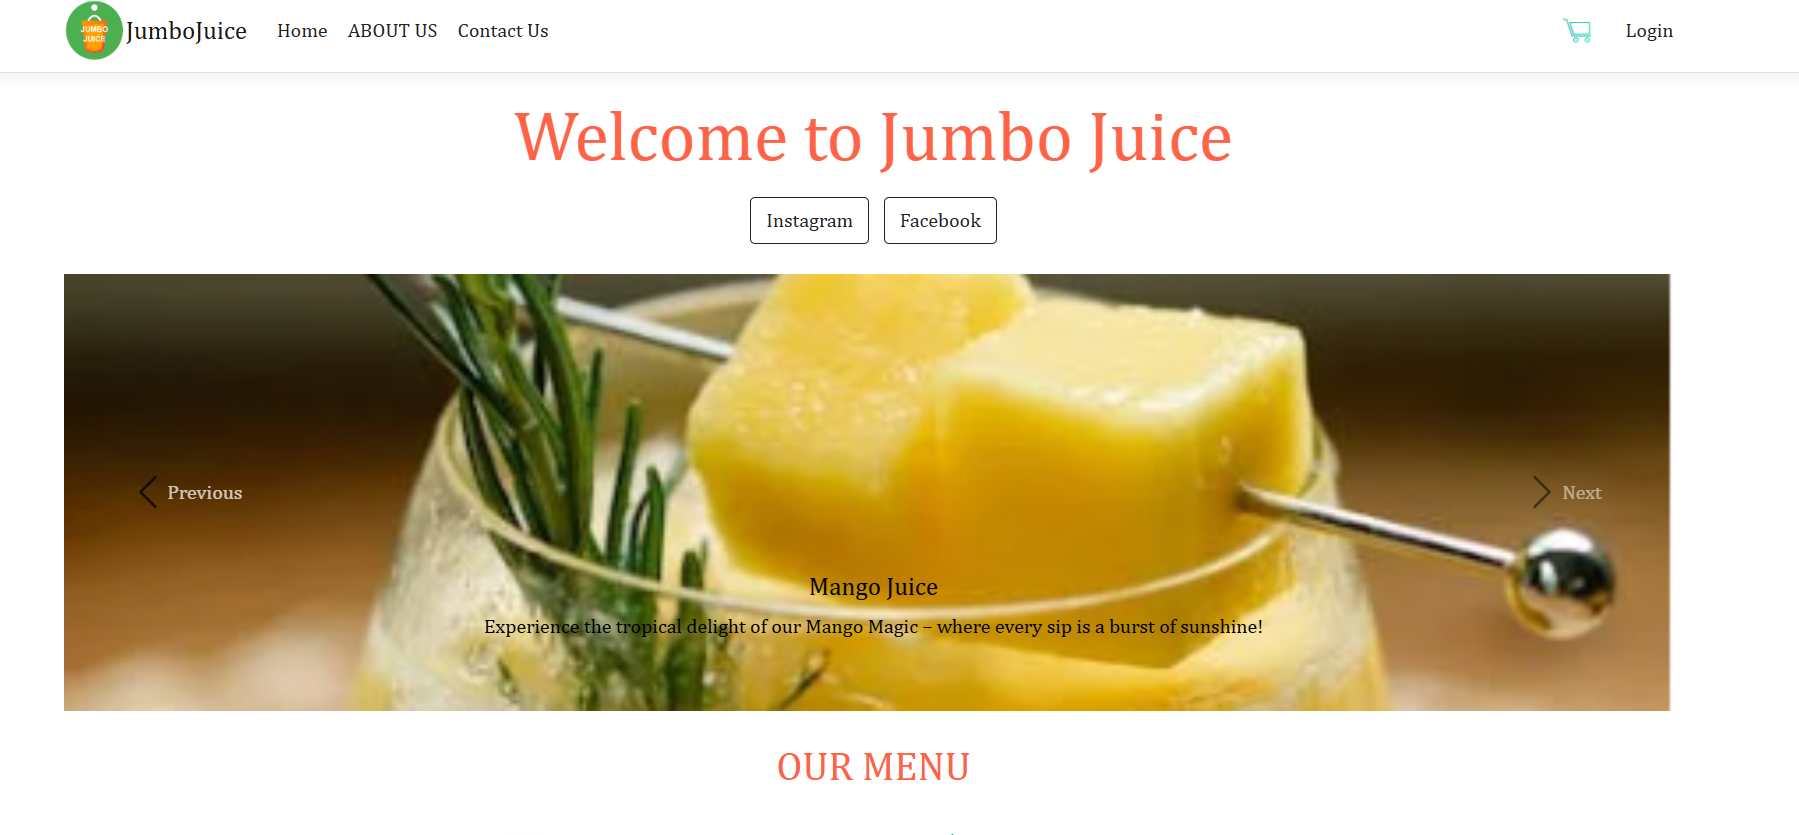 JUMBO
JUICE
JumboJuice Home ABOUT US Contact Us Login
Welcome to Jumbo Juice
Instagram Facebook
Previous Next
Mango Juice
Experience the tropical delight of our Mango Magic – where every sip is a burst of sunshine!
OUR MENU